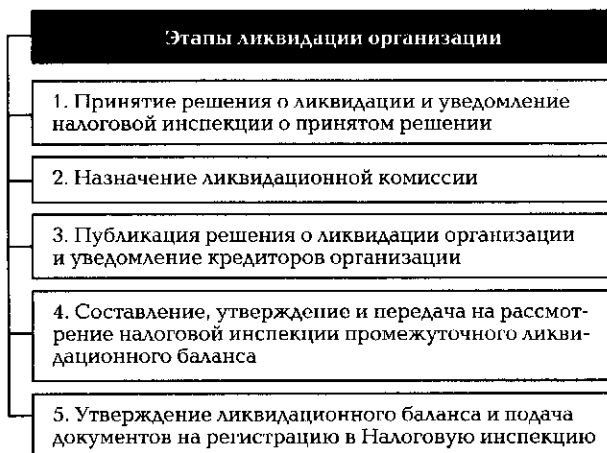 Этапы ликвидации организации
1. Принятие решения о ликвидации и уведомление
налоговой инспекции о принятом решении
2. Назначение ликвидационной комиссии
3. Публикация решения о ликвидации организации
и уведомление кредиторов организации
4. Составление, утверждение и передача на рассмот-
рение налоговой инспекции промежуточного ликви-
дационного баланса
5. Утверждение ликвидационного баланса и подача
документов на регистрацию в Налоговую инспекцию